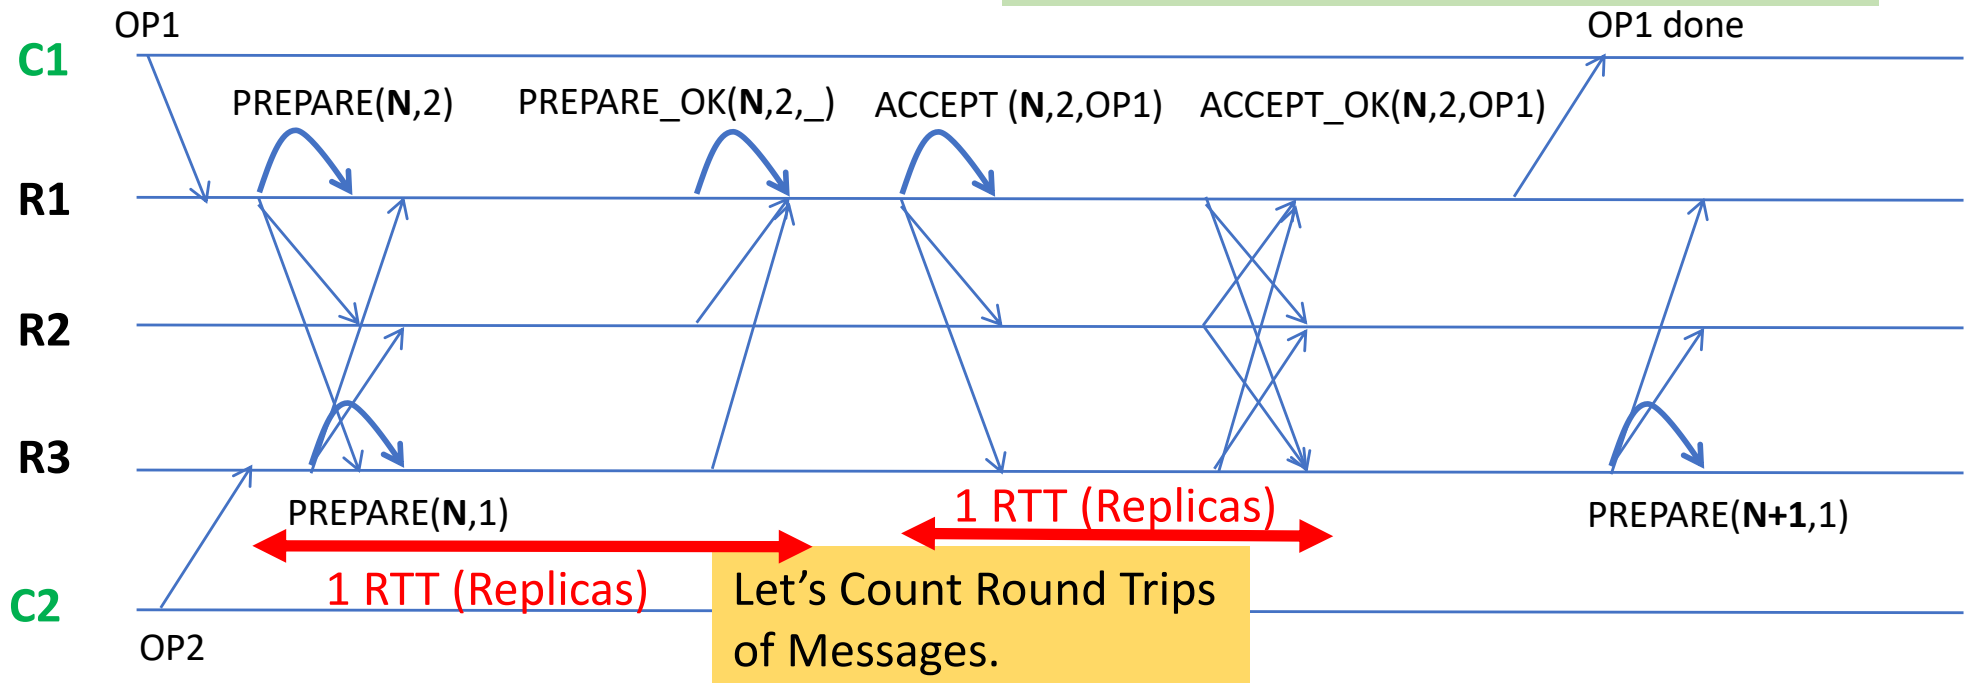 OP1
OP1 done
C1
PREPARE(N,2)
PREPARE_OK(N,2,_)
ACCEPT (N,2,OP1)
ACCEPT_OK(N,2,OP1)
R1
R2
R3
PREPARE(N,1)
1 RTT (Replicas)
PREPARE(N+1,1)
1 RTT (Replicas)
Let's Count Round Trips
of Messages.
C2
OP2